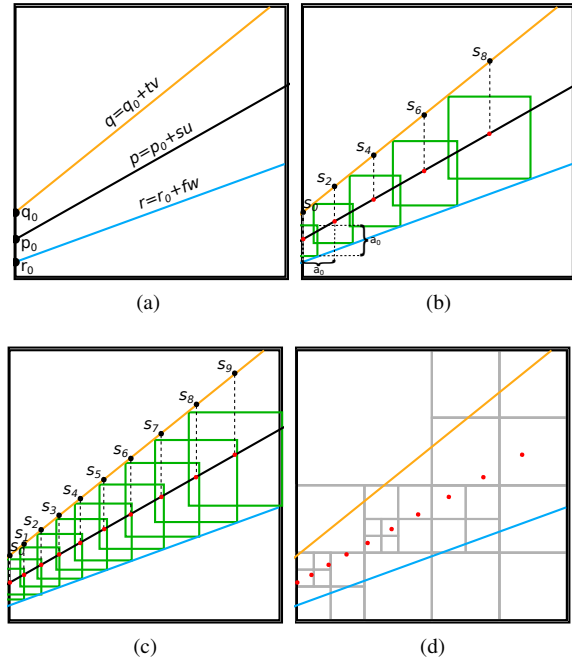 q=q₀+tv
p=p₀+su
r=r₀+fw
q₀
p₀
r₀
(a)
s₈
s₆
s₄
s₂
s₀
a₀
a₀
(b)
s₉
s₈
s₇
s₆
s₅
s₄
s₃
s₂
s₁
(c)
(d)